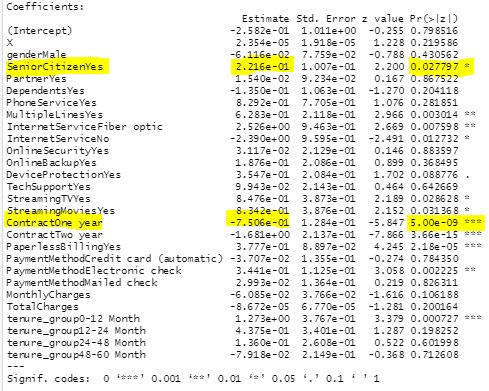 Coefficients:
Estimate Std. Error z value Pr(>|z|)
(Intercept) -2.582e-01 1.011e+00 -0.255 0.798516
X 2.354e-05 1.918e-05 1.228 0.219586
genderMale -6.116e-02 7.759e-02 -0.788 0.430562
SeniorCitizenYes 2.216e-01 1.007e-01 2.200 0.027797 *
PartnerYes 1.540e-02 9.234e-02 0.167 0.867522
DependentsYes -1.350e-01 1.063e-01 -1.270 0.204118
PhoneServiceYes 8.292e-01 7.705e-01 1.076 0.281851
MultipleLinesYes 6.283e-01 2.118e-01 2.966 0.003014 **
InternetServiceFiber optic 2.526e+00 9.463e-01 2.669 0.007598 **
InternetServiceNo -2.390e+00 9.595e-01 -2.491 0.012732 *
OnlineSecurityYes 3.117e-02 2.129e-01 0.146 0.883597
OnlineBackupYes 1.876e-01 2.086e-01 0.899 0.368495
DeviceProtectionYes 3.547e-01 2.084e-01 1.702 0.088776 .
TechSupportYes 9.943e-02 2.143e-01 0.464 0.642669
StreamingTVYes 8.476e-01 3.873e-01 2.189 0.028628 *
StreamingMoviesYes 8.342e-01 3.876e-01 2.152 0.031368 *
ContractOne year -7.506e-01 1.284e-01 -5.847 5.00e-09 ***
ContractTwo year -1.681e+00 2.137e-01 -7.866 3.66e-15 ***
PaperlessBillingYes 3.777e-01 8.897e-02 4.245 2.18e-05 ***
PaymentMethodCredit card (automatic) -3.707e-02 1.355e-01 -0.274 0.784350
PaymentMethodElectronic check 3.441e-01 1.125e-01 3.058 0.002225 **
PaymentMethodMailed check 2.993e-02 1.364e-01 0.219 0.826311
MonthlyCharges -6.085e-02 3.766e-02 -1.616 0.106188
TotalCharges -8.672e-05 6.770e-05 -1.281 0.200164
tenure_group0-12 Month 1.273e+00 3.767e-01 3.379 0.000727 ***
tenure_group12-24 Month 4.375e-01 3.401e-01 1.287 0.198252
tenure_group24-48 Month 1.360e-01 2.608e-01 0.522 0.601998
tenure_group48-60 Month -7.918e-02 2.149e-01 -0.368 0.712608
---
Signif. codes: 0 ‘***’ 0.001 ‘**’ 0.01 ‘*’ 0.05 ‘.’ 0.1 ‘ ’ 1